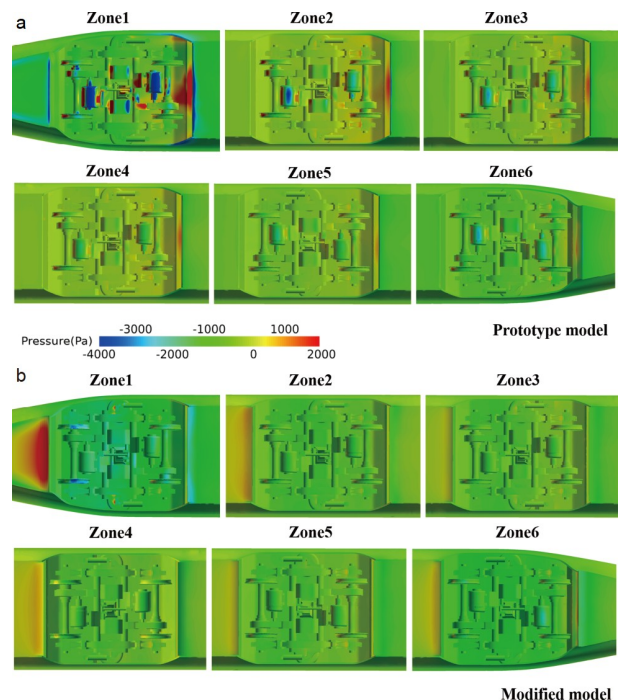 a
Zone1 Zone2 Zone3
Zone4 Zone5 Zone6
-3000 -1000 1000
Pressure(Pa)
-4000 -2000 0 2000
Prototype model
b
Zone1 Zone2 Zone3
Zone4 Zone5 Zone6
Modified model